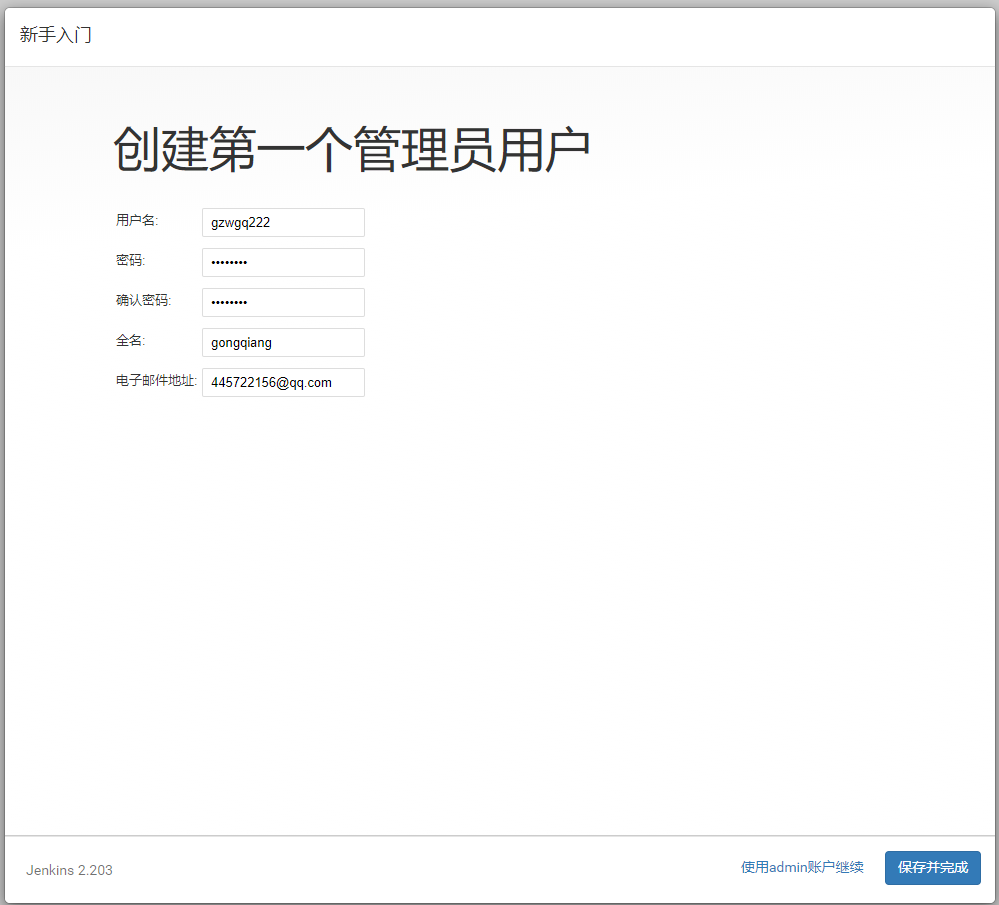 新手入门
创建第一个管理员用户
用户名: gzwgq222
密码: ••••••••
确认密码: ••••••••
全名: gongqiang
电子邮件地址: 445722156@qq.com
Jenkins 2.203 使用admin账户继续 保存并完成